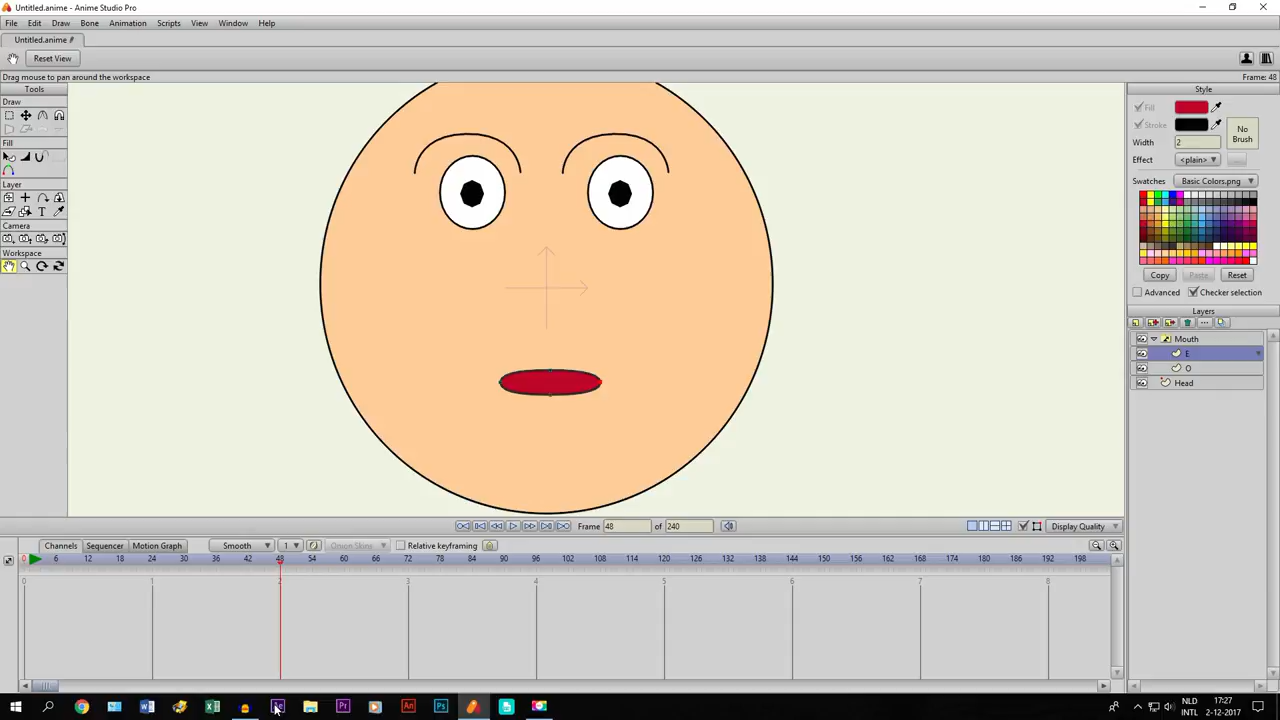 Untitled.anime - Anime Studio Pro
File Edit Draw Bone Animation Scripts View Window Help
Untitled.anime *
Reset View
Drag mouse to pan around the workspace
Frame: 48
Tools
Draw
Fill
Layer
T
Camera
Workspace
Style
Fill
Stroke
No Brush
Width 2
Effect <plain>
...
Swatches Basic Colors.png
Copy Paste Reset
Advanced Checker selection
Layers
Mouth
E
O
Head
Frame 48 of 240
Display Quality
Channels Sequencer Motion Graph Smooth 1 Onion Skins Relative keyframing
0 6 12 18 24 30 36 42 48 54 60 66 72 78 84 90 96 102 108 114 120 126 132 138 144 150 156 162 168 174 180 186 192 198
0 1 2 3 4 5 6 7 8
Pr An Ps
NLD
INTL
17:27
2-12-2017